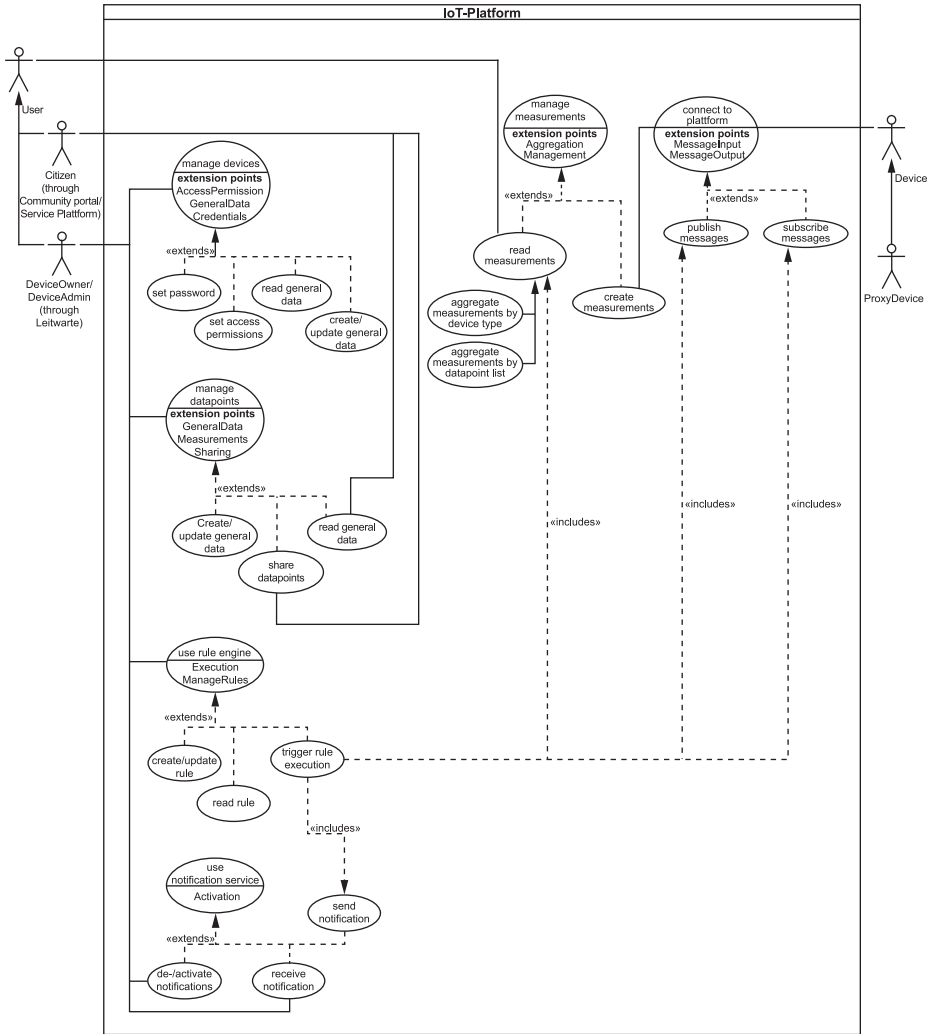 IoT-Platform
User
Citizen
(through
Community portal/
Service Plattform)
DeviceOwner/
DeviceAdmin
(through
Leitwarte)
manage devices
extension points
AccessPermission
GeneralData
Credentials
«extends»
set password
set access
permissions
read general
data
create/
update general
data
manage
datapoints
extension points
GeneralData
Measurements
Sharing
«extends»
Create/
update general
data
share
datapoints
read general
data
use rule engine
Execution
ManageRules
«extends»
create/update
rule
read rule
trigger rule
execution
«includes»
use
notification service
Activation
«extends»
send
notification
de-/activate
notifications
receive
notification
manage
measurements
extension points
Aggregation
Management
«extends»
read
measurements
create
measurements
aggregate
measurements by
device type
aggregate
measurements by
datapoint list
«includes»
connect to
plattform
extension points
MessageInput
MessageOutput
«extends»
publish
messages
subscribe
messages
«includes»
«includes»
Device
ProxyDevice